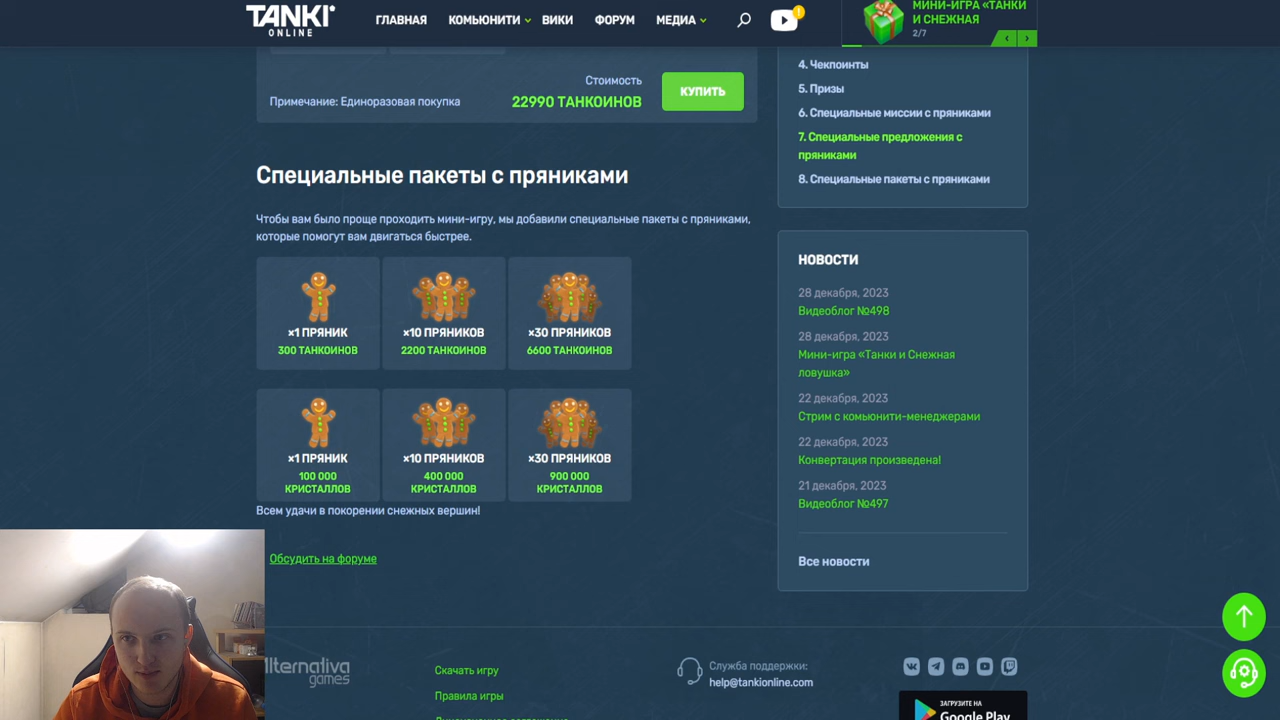 TANKI
ONLINE
ГЛАВНАЯ
КОМЬЮНИТИ
ВИКИ
ФОРУМ
МЕДИА
1
МИНИ-ИГРА «ТАНКИ
И СНЕЖНАЯ
2/7
Стоимость
Примечание: Единоразовая покупка
22990 ТАНКОИНОВ
КУПИТЬ
4. Чекпоинты
5. Призы
6. Специальные миссии с пряниками
7. Специальные предложения с
пряниками
8. Специальные пакеты с пряниками
Специальные пакеты с пряниками
Чтобы вам было проще проходить мини-игру, мы добавили специальные пакеты с пряниками,
которые помогут вам двигаться быстрее.
×1 ПРЯНИК
300 ТАНКОИНОВ
×10 ПРЯНИКОВ
2200 ТАНКОИНОВ
×30 ПРЯНИКОВ
6600 ТАНКОИНОВ
×1 ПРЯНИК
100 000
КРИСТАЛЛОВ
×10 ПРЯНИКОВ
400 000
КРИСТАЛЛОВ
×30 ПРЯНИКОВ
900 000
КРИСТАЛЛОВ
Всем удачи в покорении снежных вершин!
Обсудить на форуме
НОВОСТИ
28 декабря, 2023
Видеоблог №498
28 декабря, 2023
Мини-игра «Танки и Снежная
ловушка»
22 декабря, 2023
Стрим с комьюнити-менеджерами
22 декабря, 2023
Конвертация произведена!
21 декабря, 2023
Видеоблог №497
Все новости
Alternativa
games
Скачать игру
Правила игры
Служба поддержки:
help@tankionline.com
ЗАГРУЗИТЕ НА
Google Play